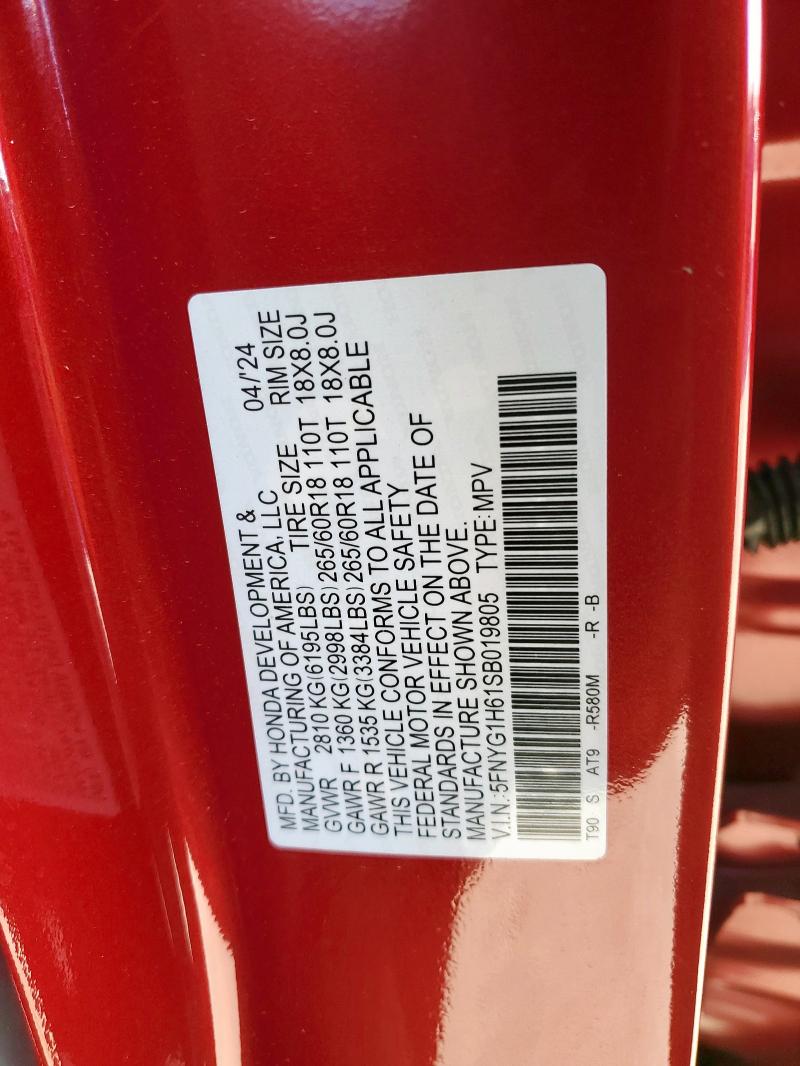 MFD. BY HONDA DEVELOPMENT & 04/'24
MANUFACTURING OF AMERICA, LLC
TIRE SIZE RIM SIZE
GVWR 2810 KG(6195LBS)
GAWR F 1360 KG(2998LBS) 265/60R18 110T 18X8.0J
GAWR R 1535 KG(3384LBS) 265/60R18 110T 18X8.0J
THIS VEHICLE CONFORMS TO ALL APPLICABLE
FEDERAL MOTOR VEHICLE SAFETY
STANDARDS IN EFFECT ON THE DATE OF
MANUFACTURE SHOWN ABOVE.
V.I.N.:5FNYG1H61SB019805 TYPE:MPV
T90 S AT9 -R580M -R -B